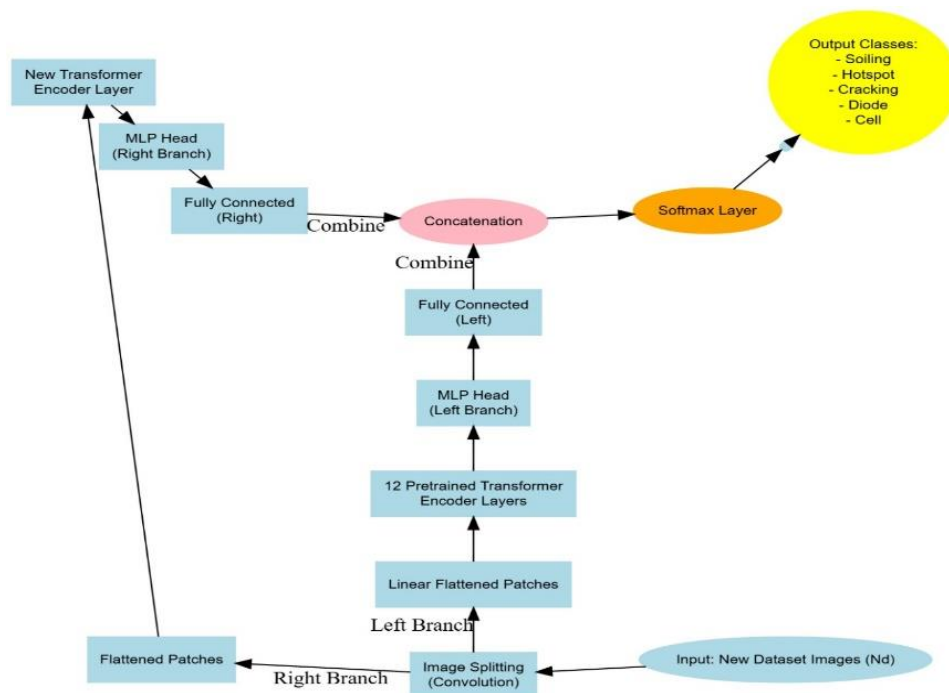 Output Classes:
- Soiling
- Hotspot
- Cracking
- Diode
- Cell
New Transformer
Encoder Layer
MLP Head
(Right Branch)
Fully Connected
(Right)
Combine
Concatenation
Softmax Layer
Combine
Fully Connected
(Left)
MLP Head
(Left Branch)
12 Pretrained Transformer
Encoder Layers
Linear Flattened Patches
Left Branch
Flattened Patches
Right Branch
Image Splitting
(Convolution)
Input: New Dataset Images (Nd)